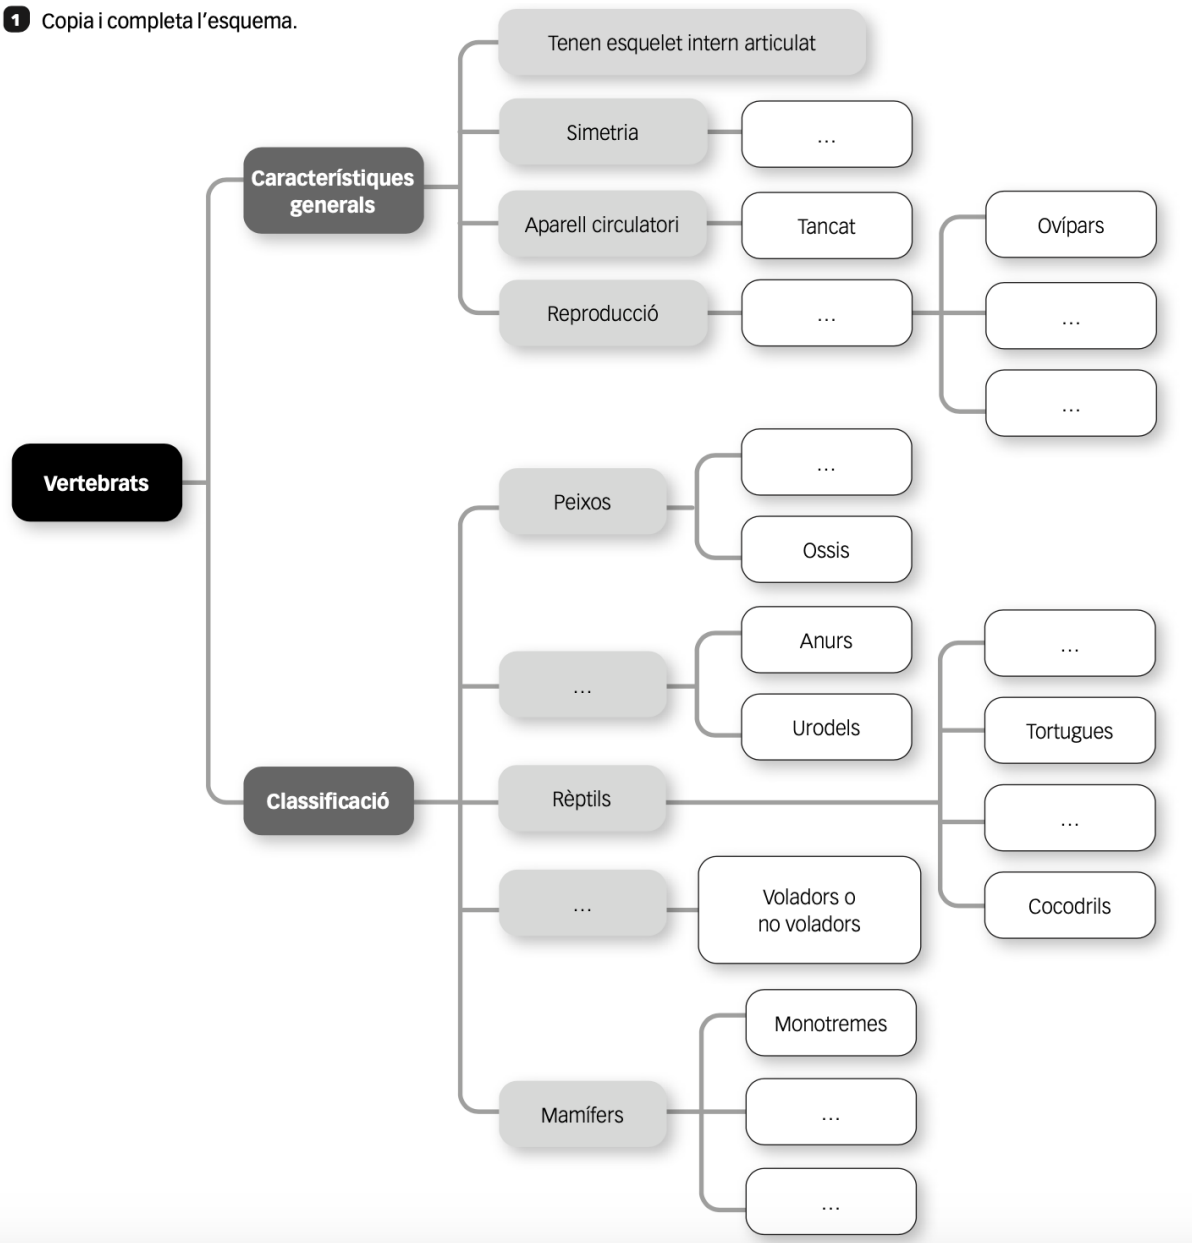 1 Copia i completa l'esquema.
Tenen esquelet intern articulat
Simetria
...
Característiques
generals
Aparell circulatori
Tancat
Ovípars
Reproducció
...
...
...
Vertebrats
Peixos
...
Ossis
...
Anurs
Urodels
Classificació
Rèptils
...
Tortugues
...
Cocodrils
...
Voladors o
no voladors
Mamífers
Monotremes
...
...